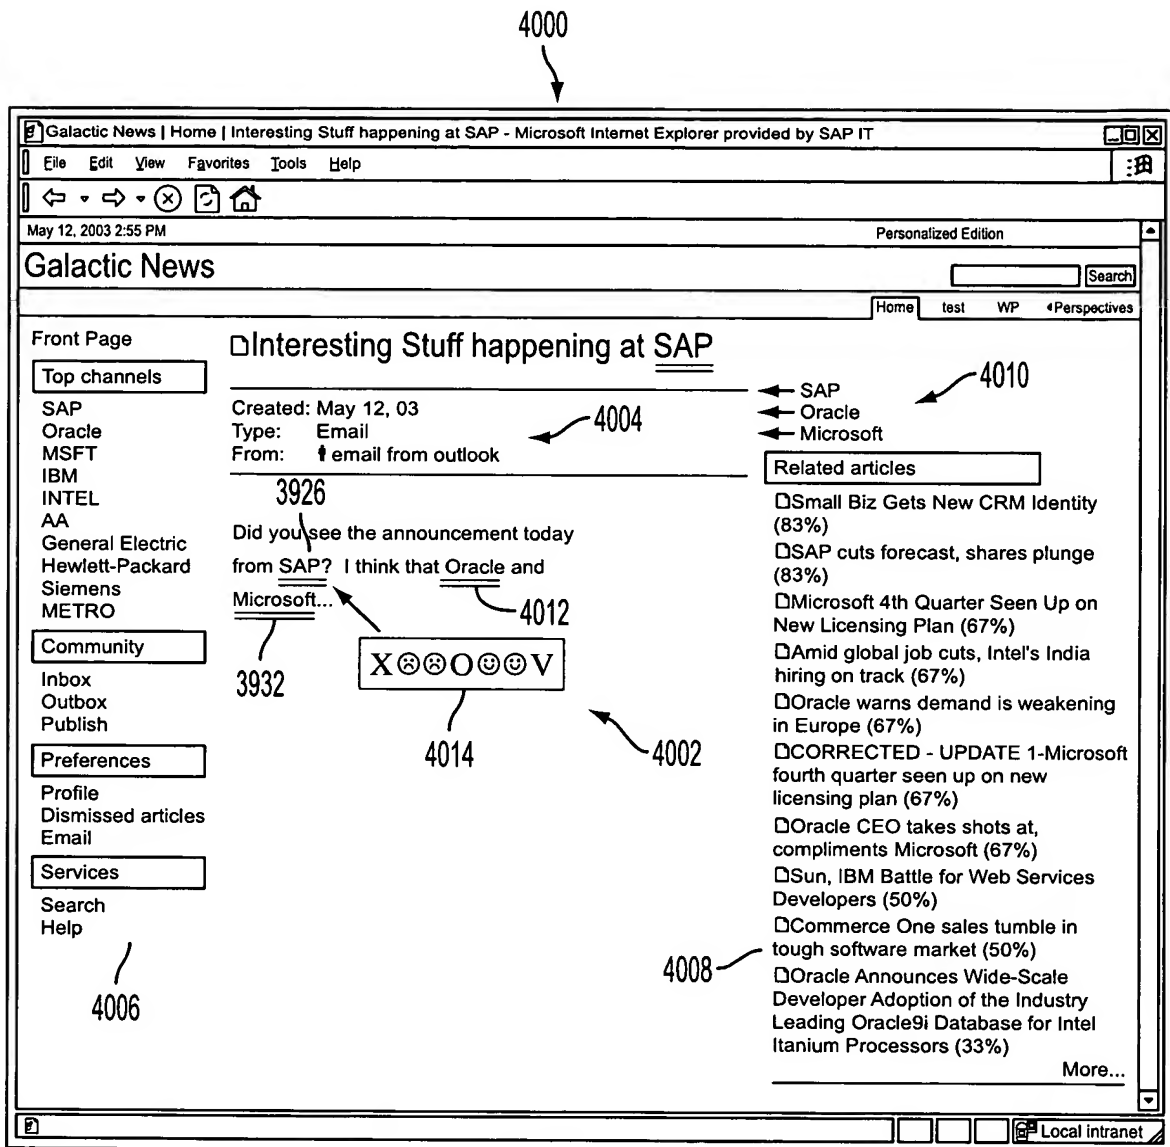 4000
Galactic News | Home | Interesting Stuff happening at SAP - Microsoft Internet Explorer provided by SAP IT
File Edit View Favorites Tools Help
May 12, 2003 2:55 PM
Personalized Edition
Galactic News
Search
Home test WP Perspectives
Front Page
Top channels
SAP
Oracle
MSFT
IBM
INTEL
AA
General Electric
Hewlett-Packard
Siemens
METRO
Community
Inbox
Outbox
Publish
Preferences
Profile
Dismissed articles
Email
Services
Search
Help
4006
Interesting Stuff happening at SAP
Created: May 12, 03
Type: Email
From: email from outlook
4004
3926
Did you see the announcement today
from SAP? I think that Oracle and
Microsoft...
4012
3932
X☹☹O☺☺V
4014
4002
SAP
Oracle
Microsoft
4010
Related articles
Small Biz Gets New CRM Identity
(83%)
SAP cuts forecast, shares plunge
(83%)
Microsoft 4th Quarter Seen Up on
New Licensing Plan (67%)
Amid global job cuts, Intel's India
hiring on track (67%)
Oracle warns demand is weakening
in Europe (67%)
CORRECTED - UPDATE 1-Microsoft
fourth quarter seen up on new
licensing plan (67%)
Oracle CEO takes shots at,
compliments Microsoft (67%)
Sun, IBM Battle for Web Services
Developers (50%)
Commerce One sales tumble in
tough software market (50%)
4008
Oracle Announces Wide-Scale
Developer Adoption of the Industry
Leading Oracle9i Database for Intel
Itanium Processors (33%)
More...
Local intranet